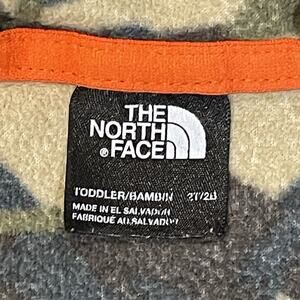 THE
NORTH
® FACE
TODDLER/BAMBIN 2T/2B
MADE IN EL SALVADOR
FABRIQUÉ AU SALVADOR